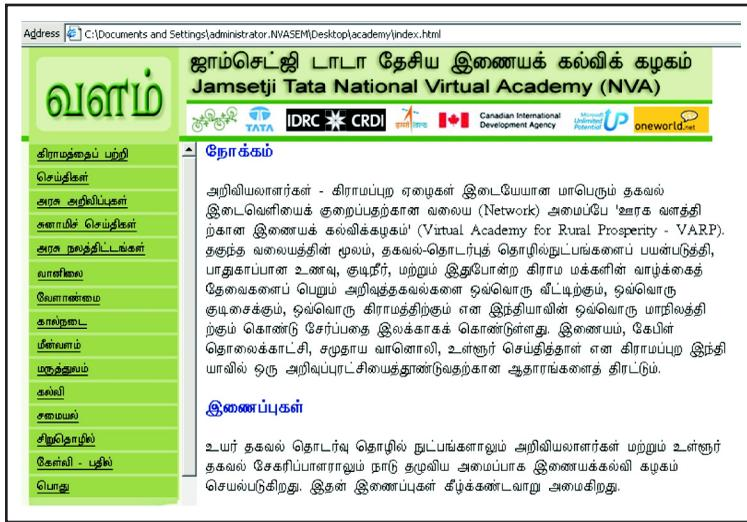 Address C:\Documents and Settings\administrator.NVASEM\Desktop\academy\index.html
வளம்
ஜாம்செட்ஜி டாடா தேசிய இணையக் கல்விக் கழகம்
Jamsetji Tata National Virtual Academy (NVA)
TATA IDRC CRDI Canadian International
Development Agency
Microsoft
Unlimited
Potential
UP
oneworld.net
கிராமத்தைப் பற்றி
செய்திகள்
அரசு அறிவிப்புகள்
சுனாமிச் செய்திகள்
அரசு நலத்திட்டங்கள்
வானிலை
வேளாண்மை
கால்நடை
மீன்வளம்
மருத்துவம்
கல்வி
சமையல்
சிறுதொழில்
கேள்வி - பதில்
பொது
நோக்கம்
அறிவியலாளர்கள் - கிராமப்புற ஏழைகள் இடையேயான மாபெரும் தகவல்
இடைவெளியைக் குறைப்பதற்கான வலைய (Network) அமைப்பே 'ஊரக வளத்தி
ற்கான இணையக் கல்விக்கழகம்' (Virtual Academy for Rural Prosperity - VARP).
தகுந்த வலையத்தின் மூலம், தகவல்-தொடர்புத் தொழில்நுட்பங்களைப் பயன்படுத்தி,
பாதுகாப்பான உணவு, குடிநீர், மற்றும் இதுபோன்ற கிராம மக்களின் வாழ்க்கைத்
தேவைகளைப் பெறும் அறிவுத்தகவல்களை ஒவ்வொரு வீட்டிற்கும், ஒவ்வொரு
குடிசைக்கும், ஒவ்வொரு கிராமத்திற்கும் என இந்தியாவின் ஒவ்வொரு மாநிலத்தி
ற்கும் கொண்டு சேர்ப்பதை இலக்காகக் கொண்டுள்ளது. இணையம், கேபிள்
தொலைக்காட்சி, சமுதாய வானொலி, உள்ளூர் செய்தித்தாள் என கிராமப்புற இந்தி
யாவில் ஒரு அறிவுப்புரட்சியைத்தூண்டுவதற்கான ஆதாரங்களைத் திரட்டும்.
இணைப்புகள்
உயர் தகவல் தொடர்வு தொழில் நுட்பங்களாலும் அறிவியலாளர்கள் மற்றும் உள்ளூர்
தகவல் சேகரிப்பாளராலும் நாடு தழுவிய அமைப்பாக இணையக்கல்வி கழகம்
செயல்படுகிறது. இதன் இணைப்புகள் கீழ்க்கண்டவாறு அமைகிறது.